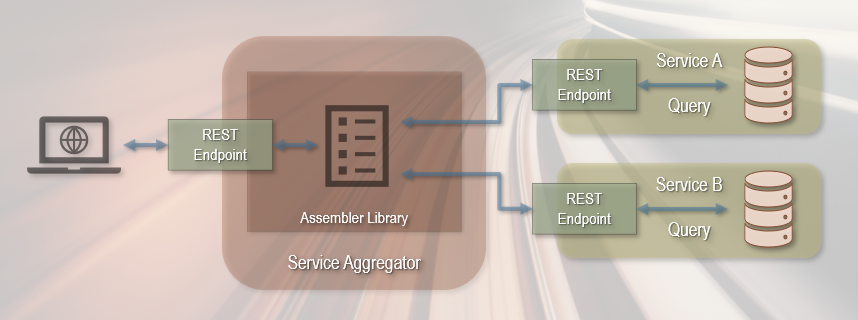 REST
Endpoint
Assembler Library
Service Aggregator
REST
Endpoint
Service A
Query
REST
Endpoint
Service B
Query